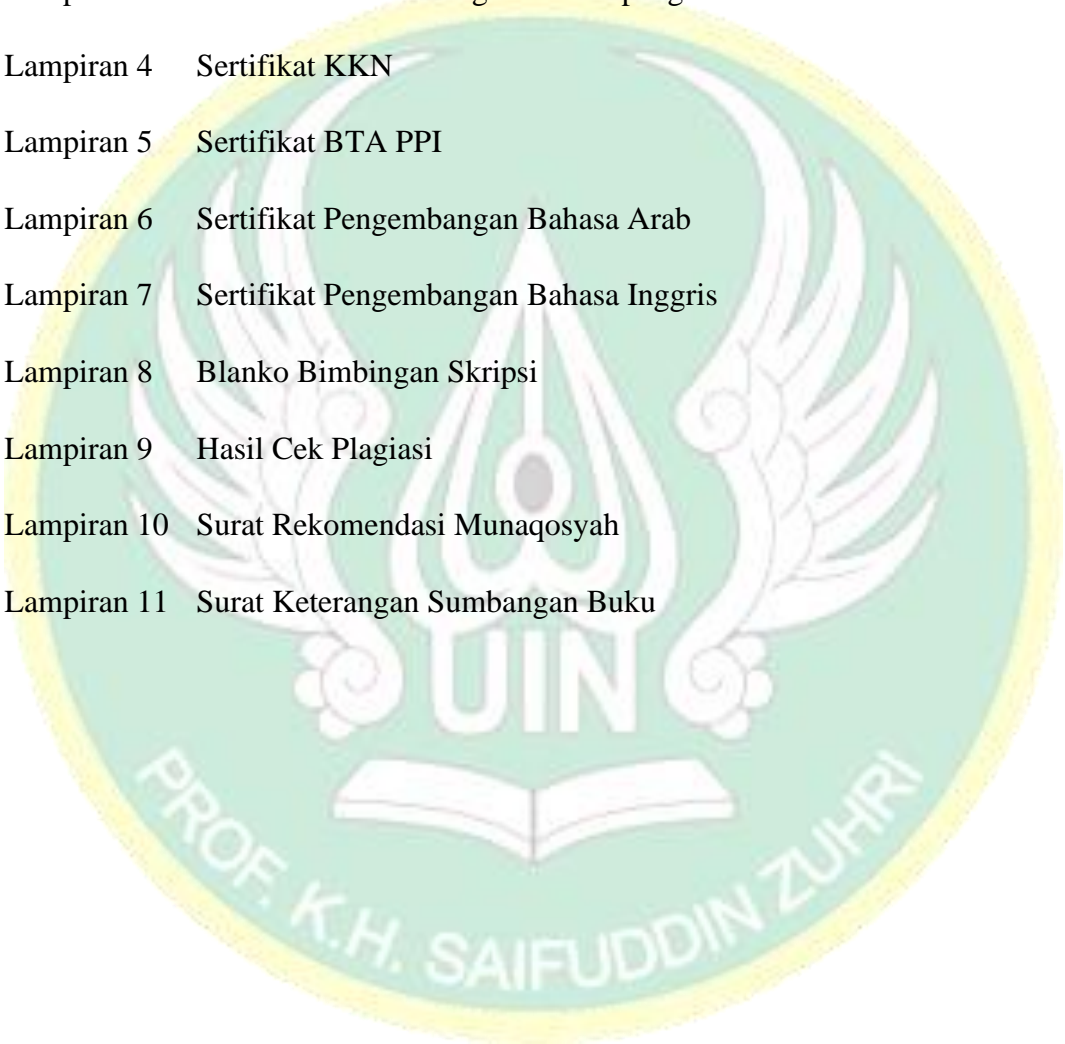 Lampiran 4 Sertifikat KKN
Lampiran 5 Sertifikat BTA PPI
Lampiran 6 Sertifikat Pengembangan Bahasa Arab
Lampiran 7 Sertifikat Pengembangan Bahasa Inggris
Lampiran 8 Blanko Bimbingan Skripsi
Lampiran 9 Hasil Cek Plagiasi
Lampiran 10 Surat Rekomendasi Munaqosyah
Lampiran 11 Surat Keterangan Sumbangan Buku
UIN
PROF. K.H. SAIFUDDIN ZUHRI